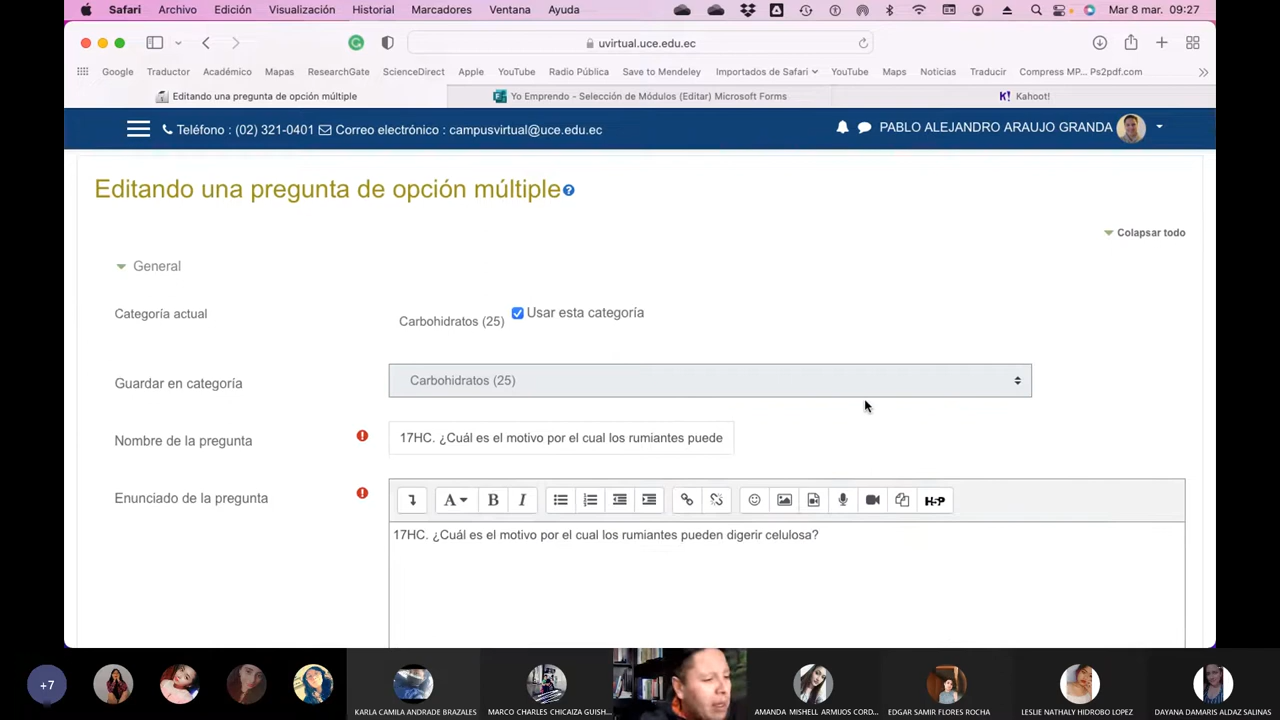 Safari Archivo Edición Visualización Historial Marcadores Ventana Ayuda Mar 8 mar. 09:27
uvirtual.uce.edu.ec
Google Traductor Académico Mapas ResearchGate ScienceDirect Apple YouTube Radio Pública Save to Mendeley Importados de Safari YouTube Maps Noticias Traducir Compress MP... Ps2pdf.com
Editando una pregunta de opción múltiple Yo Emprendo - Selección de Módulos (Editar) Microsoft Forms K! Kahoot!
Teléfono : (02) 321-0401 Correo electrónico : campusvirtual@uce.edu.ec PABLO ALEJANDRO ARAUJO GRANDA
Editando una pregunta de opción múltiple
Colapsar todo
General
Categoría actual Carbohidratos (25) Usar esta categoría
Guardar en categoría Carbohidratos (25)
Nombre de la pregunta 17HC. ¿Cuál es el motivo por el cual los rumiantes puede
Enunciado de la pregunta A B I H-P
17HC. ¿Cuál es el motivo por el cual los rumiantes pueden digerir celulosa?
+7
KARLA CAMILA ANDRADE BRAZALES MARCO CHARLES CHICAIZA GUISH... AMANDA MISHELL ARMIJOS CORD... EDGAR SAMIR FLORES ROCHA LESLIE NATHALY HIDROBO LOPEZ DAYANA DAMARIS ALDAZ SALINAS